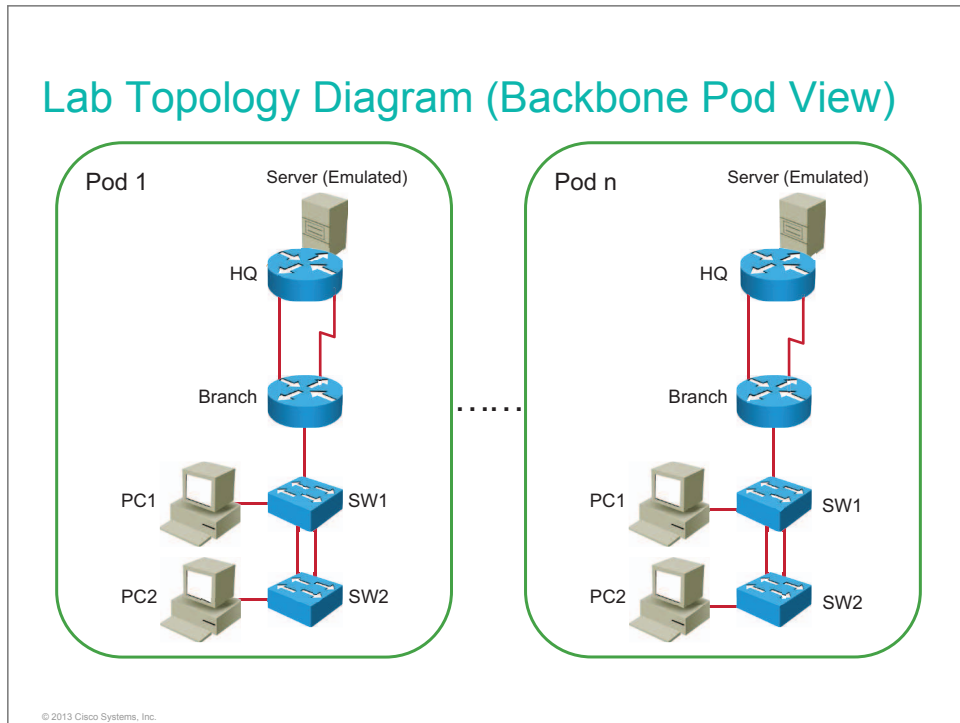 Lab Topology Diagram (Backbone Pod View)
Pod 1
Server (Emulated)
HQ
Branch
PC1
SW1
PC2
SW2
......
Pod n
Server (Emulated)
HQ
Branch
PC1
SW1
PC2
SW2
© 2013 Cisco Systems, Inc.